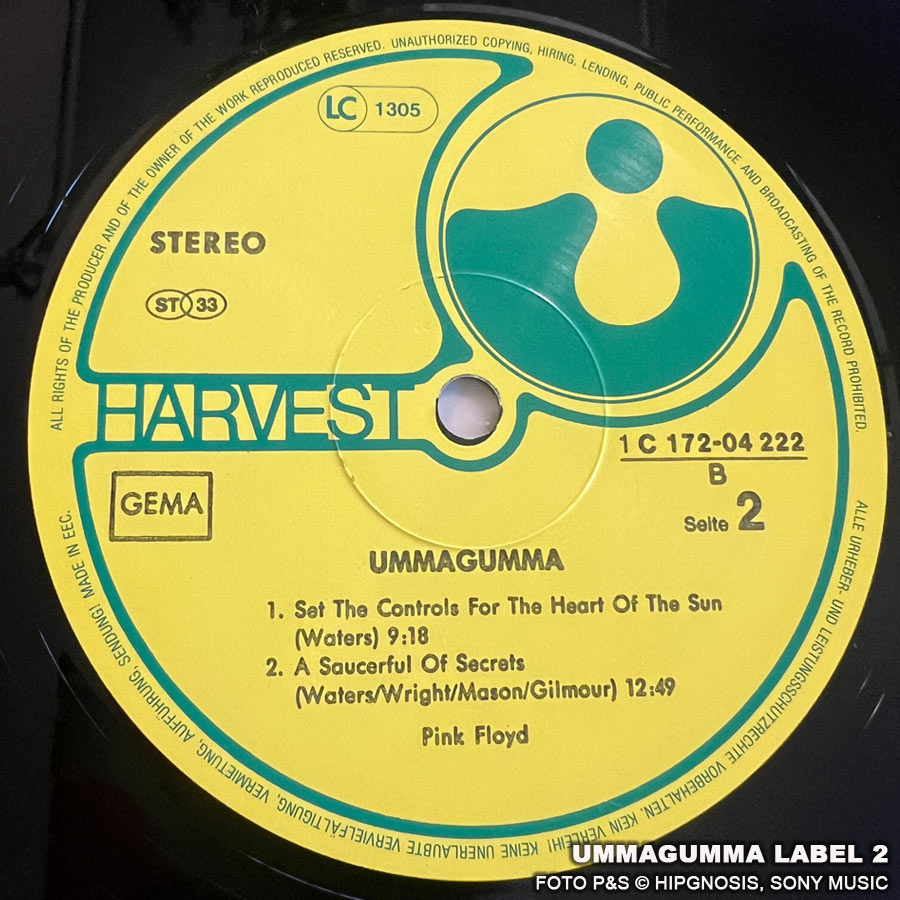 ALL RIGHTS OF THE PRODUCER AND OF THE OWNER OF THE WORK REPRODUCED RESERVED. UNAUTHORIZED COPYING, HIRING, LENDING, PUBLIC PERFORMANCE AND BROADCASTING OF THE RECORD PROHIBITED.
LC 1305
STEREO
ST 33
HARVEST
GEMA
1 C 172-04 222
B
Seite 2
UMMAGUMMA
1. Set The Controls For The Heart Of The Sun
(Waters) 9:18
2. A Saucerful Of Secrets
(Waters/Wright/Mason/Gilmour) 12:49
Pink Floyd
ALLE URHEBER- UND LEISTUNGSSCHUTZRECHTE VORBEHALTEN. KEIN VERLEIH! KEINE UNERLAUBTE VERVIELFÄLTIGUNG, VERMIETUNG, AUFFÜHRUNG, SENDUNG! MADE IN EEC.
UMMAGUMMA LABEL 2
FOTO P&S © HIPGNOSIS, SONY MUSIC